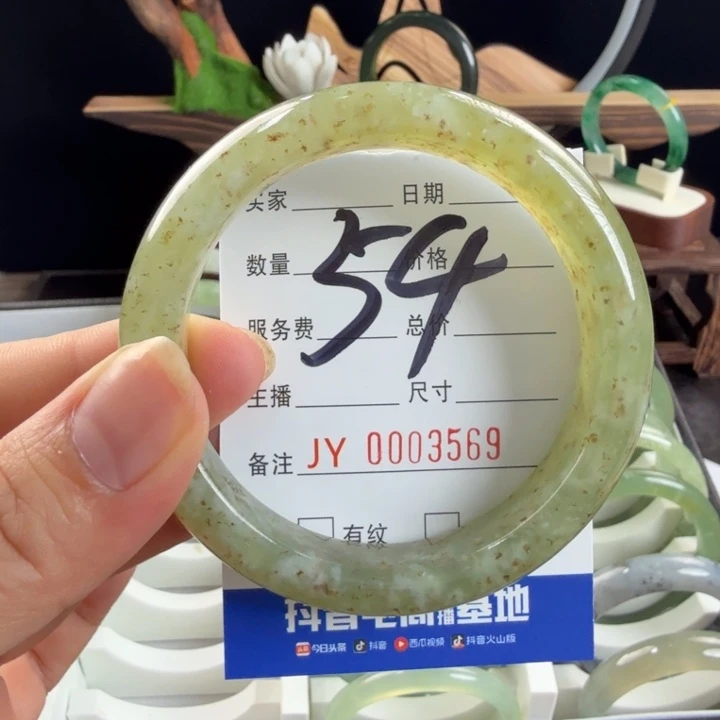 买家 日期
54
数量 价格
服务费 总价
主播 尺寸
备注 JY 0003569
有纹
抖音电商直播基地
今日头条 抖音 西瓜视频 抖音火山版